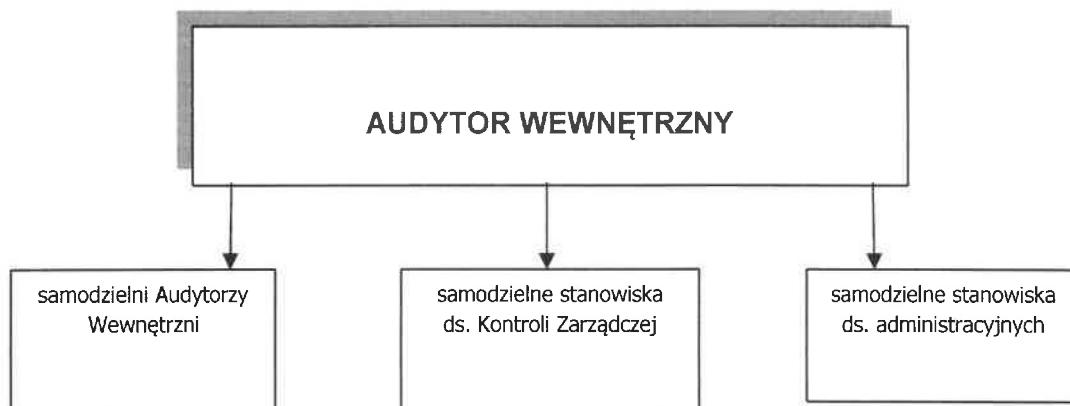 AUDYTOR WEWNĘTRZNY
samodzielni Audytorzy
Wewnętrzni
samodzielne stanowiska
ds. Kontroli Zarządczej
samodzielne stanowiska
ds. administracyjnych